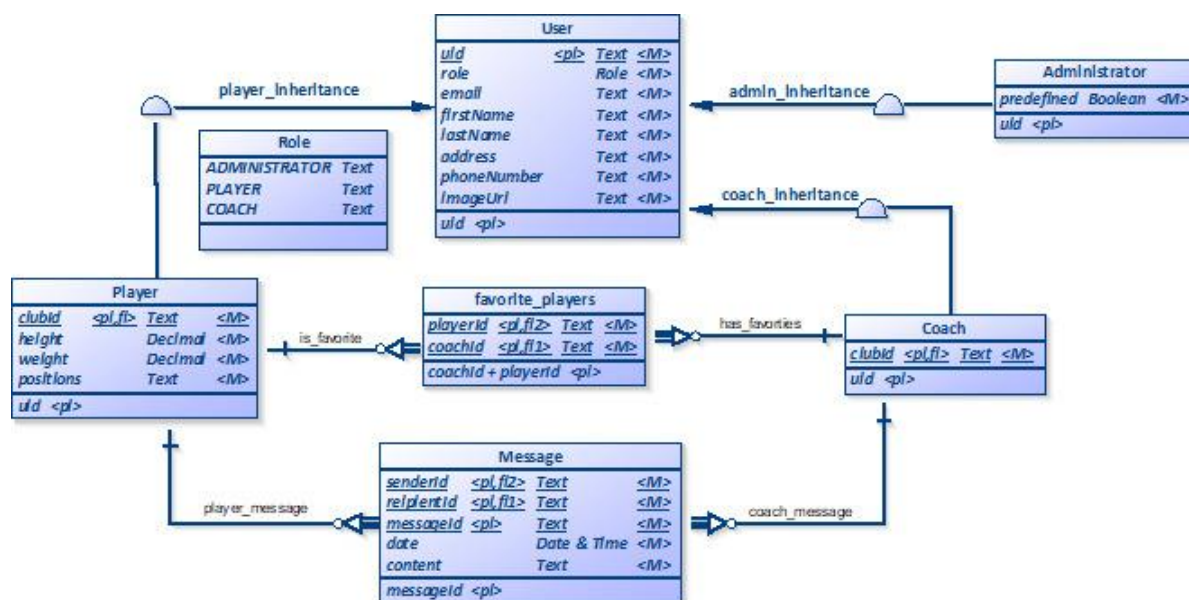 User
uid <pi> Text <M>
role Role <M>
email Text <M>
firstName Text <M>
lastName Text <M>
address Text <M>
phoneNumber Text <M>
imageUrl Text <M>
uid <pi>
player_inheritance
admin_inheritance
coach_inheritance
Administrator
predefined Boolean <M>
uid <pi>
Role
ADMINISTRATOR Text
PLAYER Text
COACH Text
Player
clubId <pi,fi> Text <M>
height Decimal <M>
weight Decimal <M>
positions Text <M>
uid <pi>
is_favorite
favorite_players
playerId <pi,fi2> Text <M>
coachId <pi,fi1> Text <M>
coachId + playerId <pi>
has_favorties
Coach
clubId <pi,fi> Text <M>
uid <pi>
player_message
Message
senderId <pi,fi2> Text <M>
reipientId <pi,fi1> Text <M>
messageId <pi> Text <M>
date Date & Time <M>
content Text <M>
messageId <pi>
coach_message